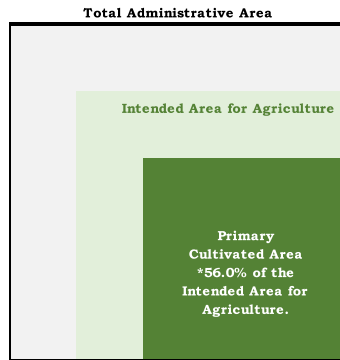 Total Administrative Area
Intended Area for Agriculture
Primary
Cultivated Area
*56.0% of the
Intended Area for
Agriculture.